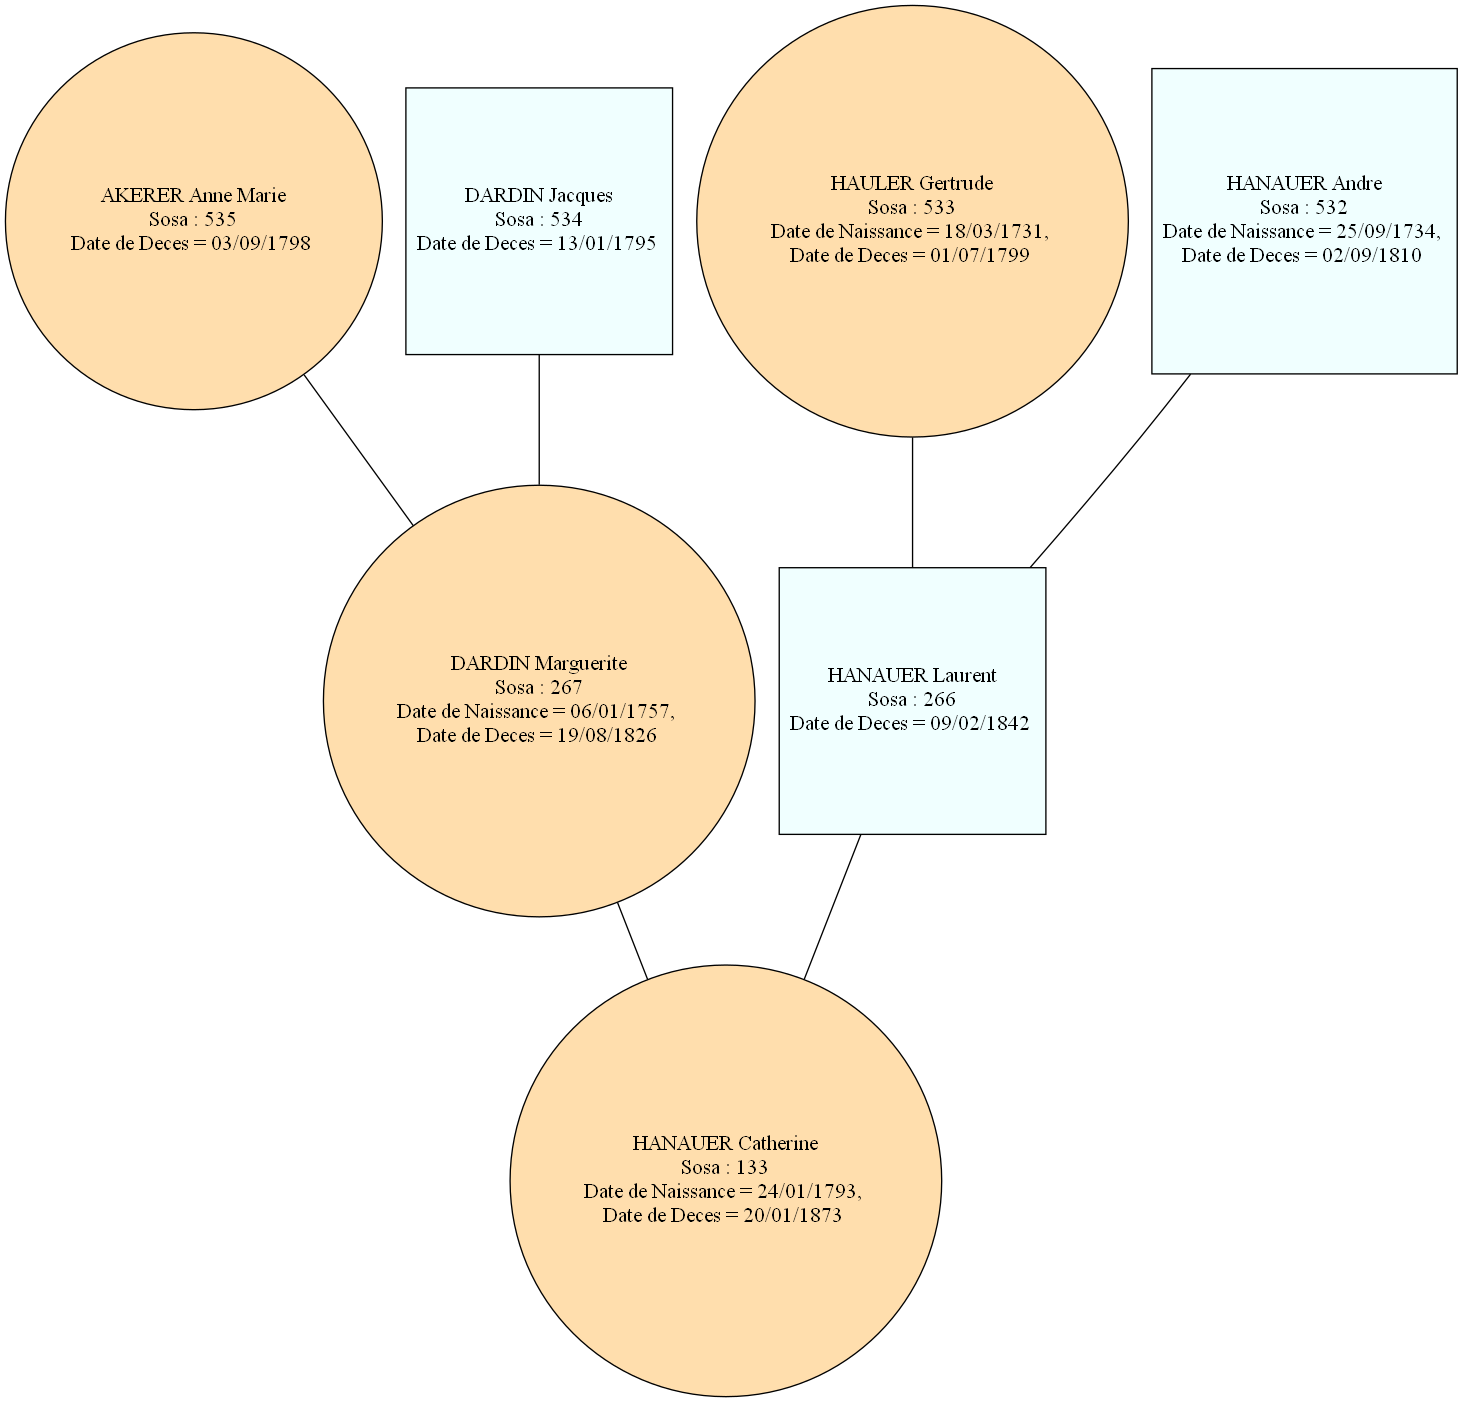 AKERER Anne Marie
Sosa : 535
Date de Deces = 03/09/1798
DARDIN Jacques
Sosa : 534
Date de Deces = 13/01/1795
HAULER Gertrude
Sosa : 533
Date de Naissance = 18/03/1731,
Date de Deces = 01/07/1799
HANAUER Andre
Sosa : 532
Date de Naissance = 25/09/1734,
Date de Deces = 02/09/1810
DARDIN Marguerite
Sosa : 267
Date de Naissance = 06/01/1757,
Date de Deces = 19/08/1826
HANAUER Laurent
Sosa : 266
Date de Deces = 09/02/1842
HANAUER Catherine
Sosa : 133
Date de Naissance = 24/01/1793,
Date de Deces = 20/01/1873